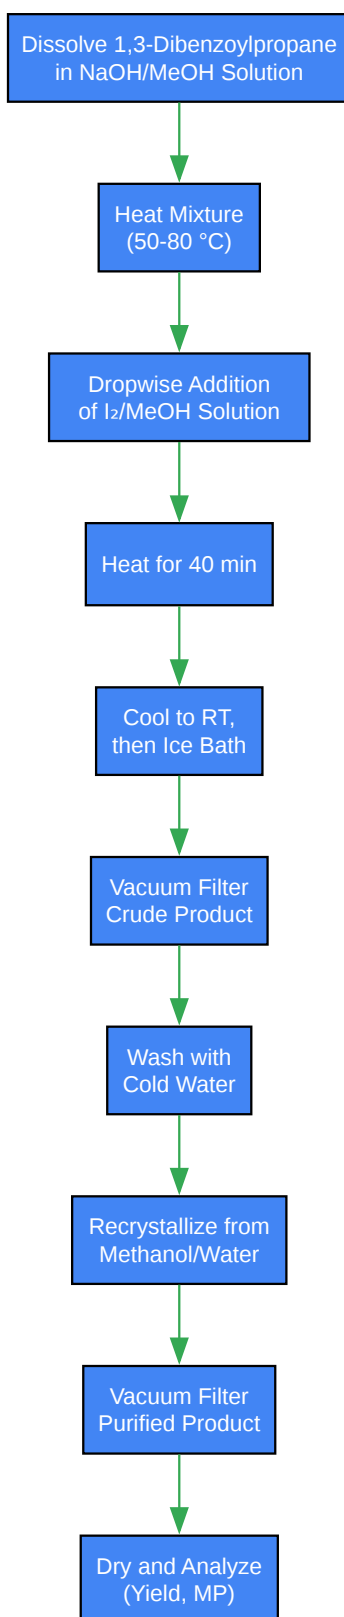 Dissolve 1,3-Dibenzoylpropane
in NaOH/MeOH Solution
Heat Mixture
(50-80 °C)
Dropwise Addition
of I₂/MeOH Solution
Heat for 40 min
Cool to RT,
then Ice Bath
Vacuum Filter
Crude Product
Wash with
Cold Water
Recrystallize from
Methanol/Water
Vacuum Filter
Purified Product
Dry and Analyze
(Yield, MP)